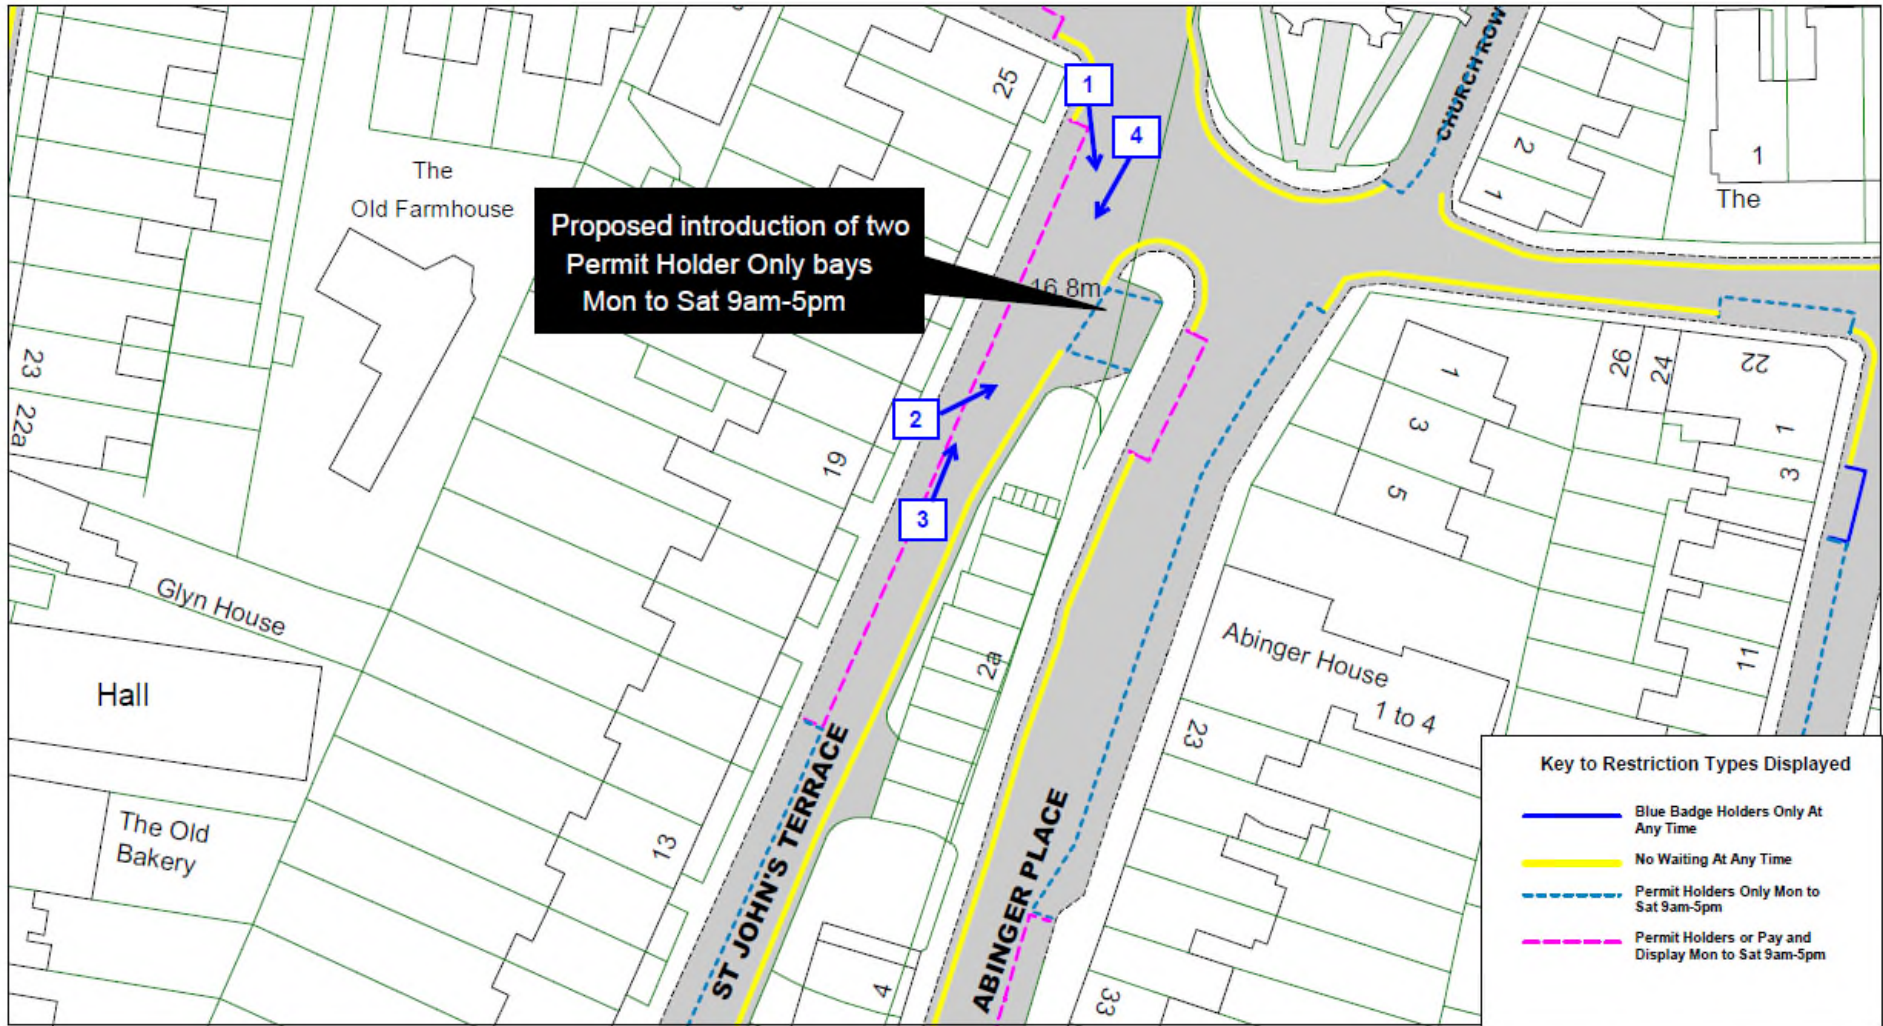 25
1
4
CHURCH ROW
2
1
1
The
The
Old Farmhouse
Proposed introduction of two
Permit Holder Only bays
Mon to Sat 9am-5pm
16.8m
23
22a
2
3
19
1
3
5
26
24
22
1
3
11
Glyn House
Hall
The Old
Bakery
2a
Abinger House
1 to 4
23
13
ST JOHN'S TERRACE
ABINGER PLACE
4
33
Key to Restriction Types Displayed
Blue Badge Holders Only At
Any Time
No Waiting At Any Time
Permit Holders Only Mon to
Sat 9am-5pm
Permit Holders or Pay and
Display Mon to Sat 9am-5pm